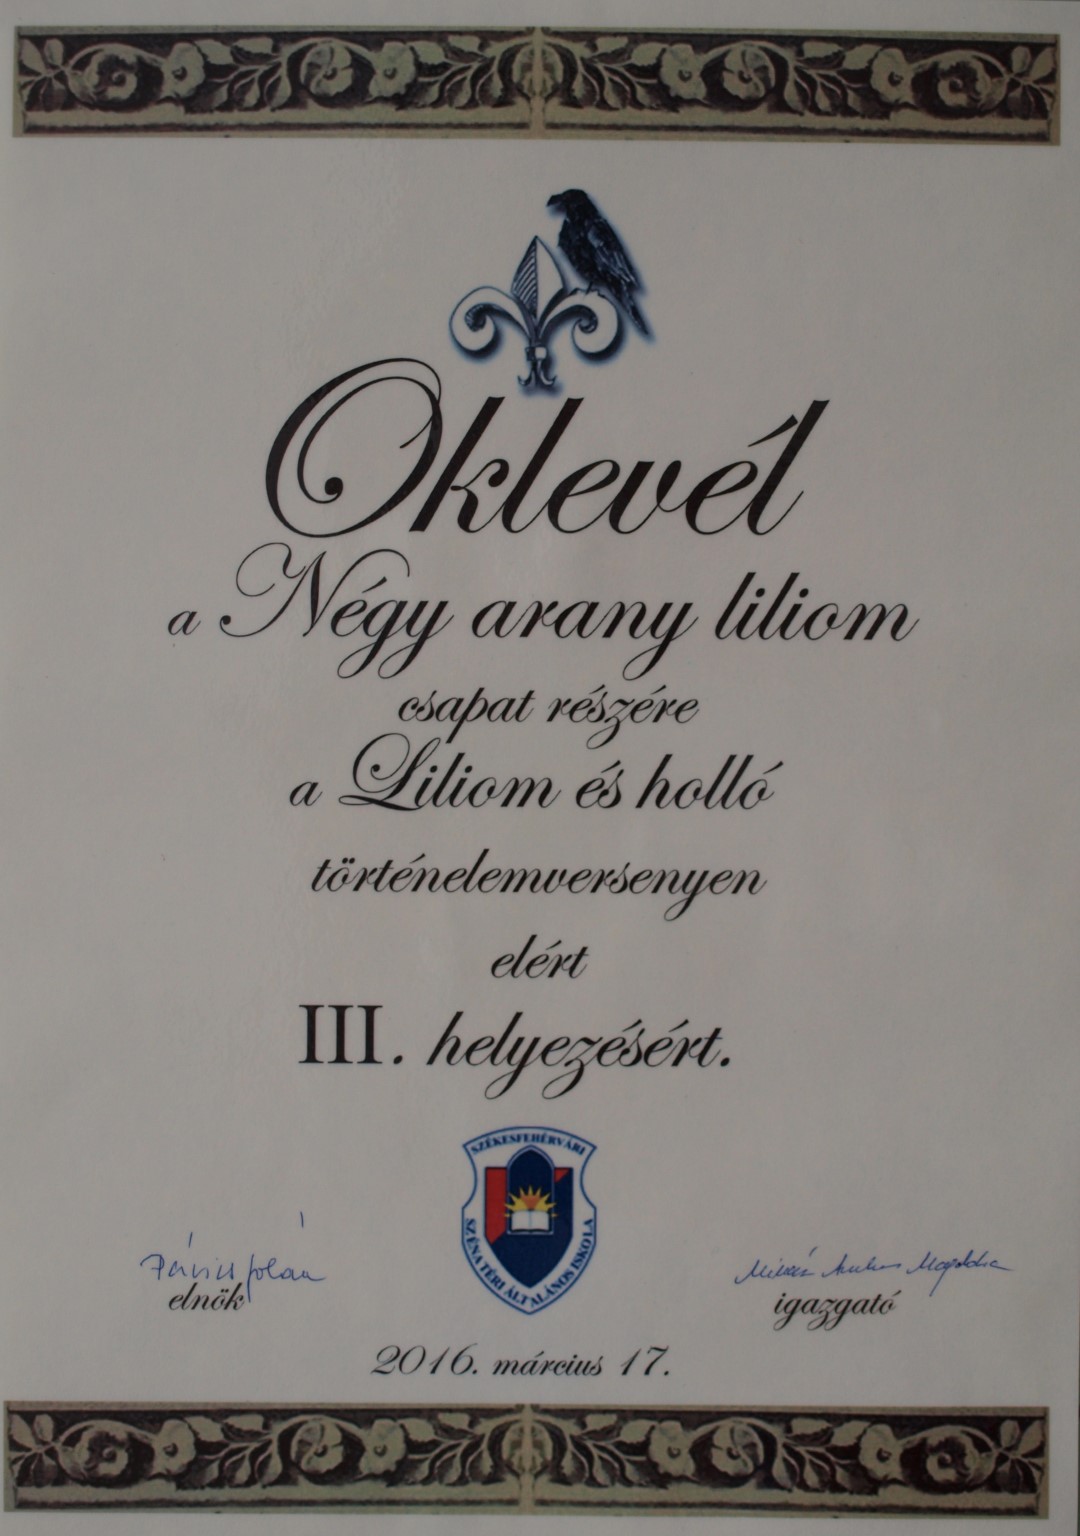 Oklevél
a Négy arany liliom
csapat részére
a Liliom és holló
történelemversenyen
elért
III. helyezésért.
SZÉKESFEHÉRVÁRI
SZÉNA TÉRI ÁLTALÁNOS ISKOLA
elnök
igazgató
2016. március 17.